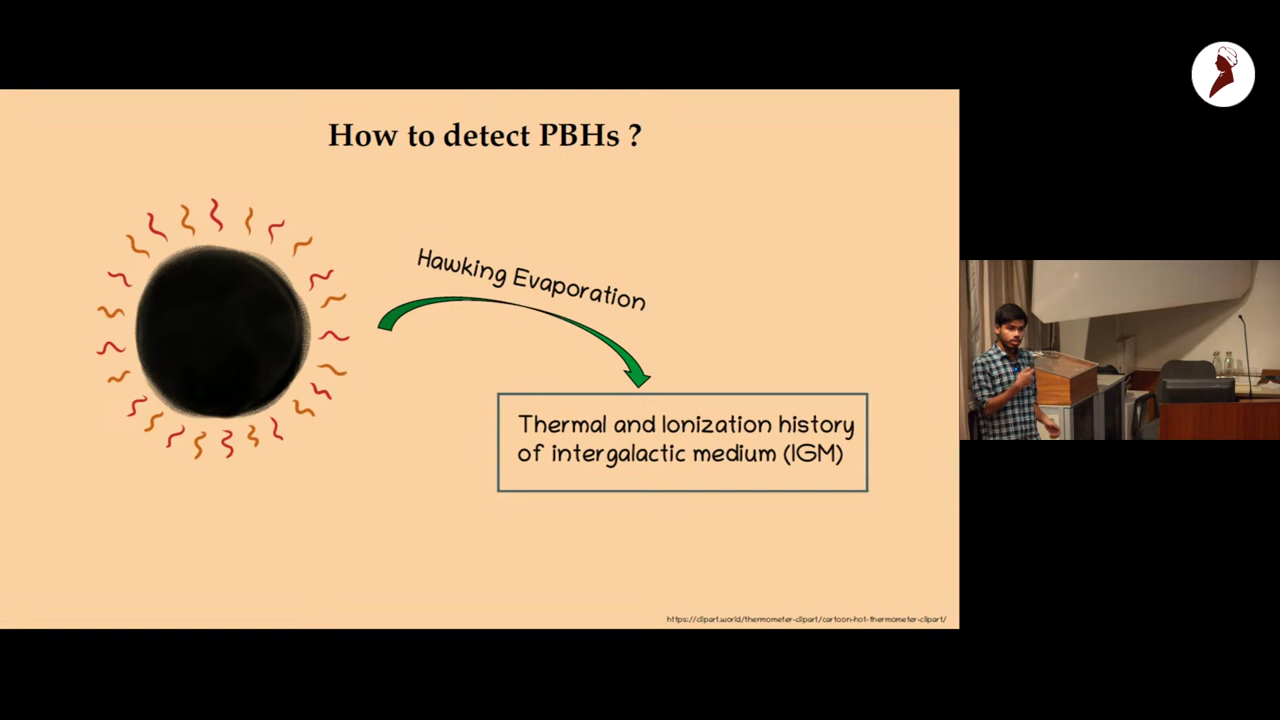 How to detect PBHs ?
Hawking Evaporation
Thermal and Ionization history
of intergalactic medium (IGM)
https://clipart.world/thermometer-clipart/cartoon-hot-thermometer-clipart/